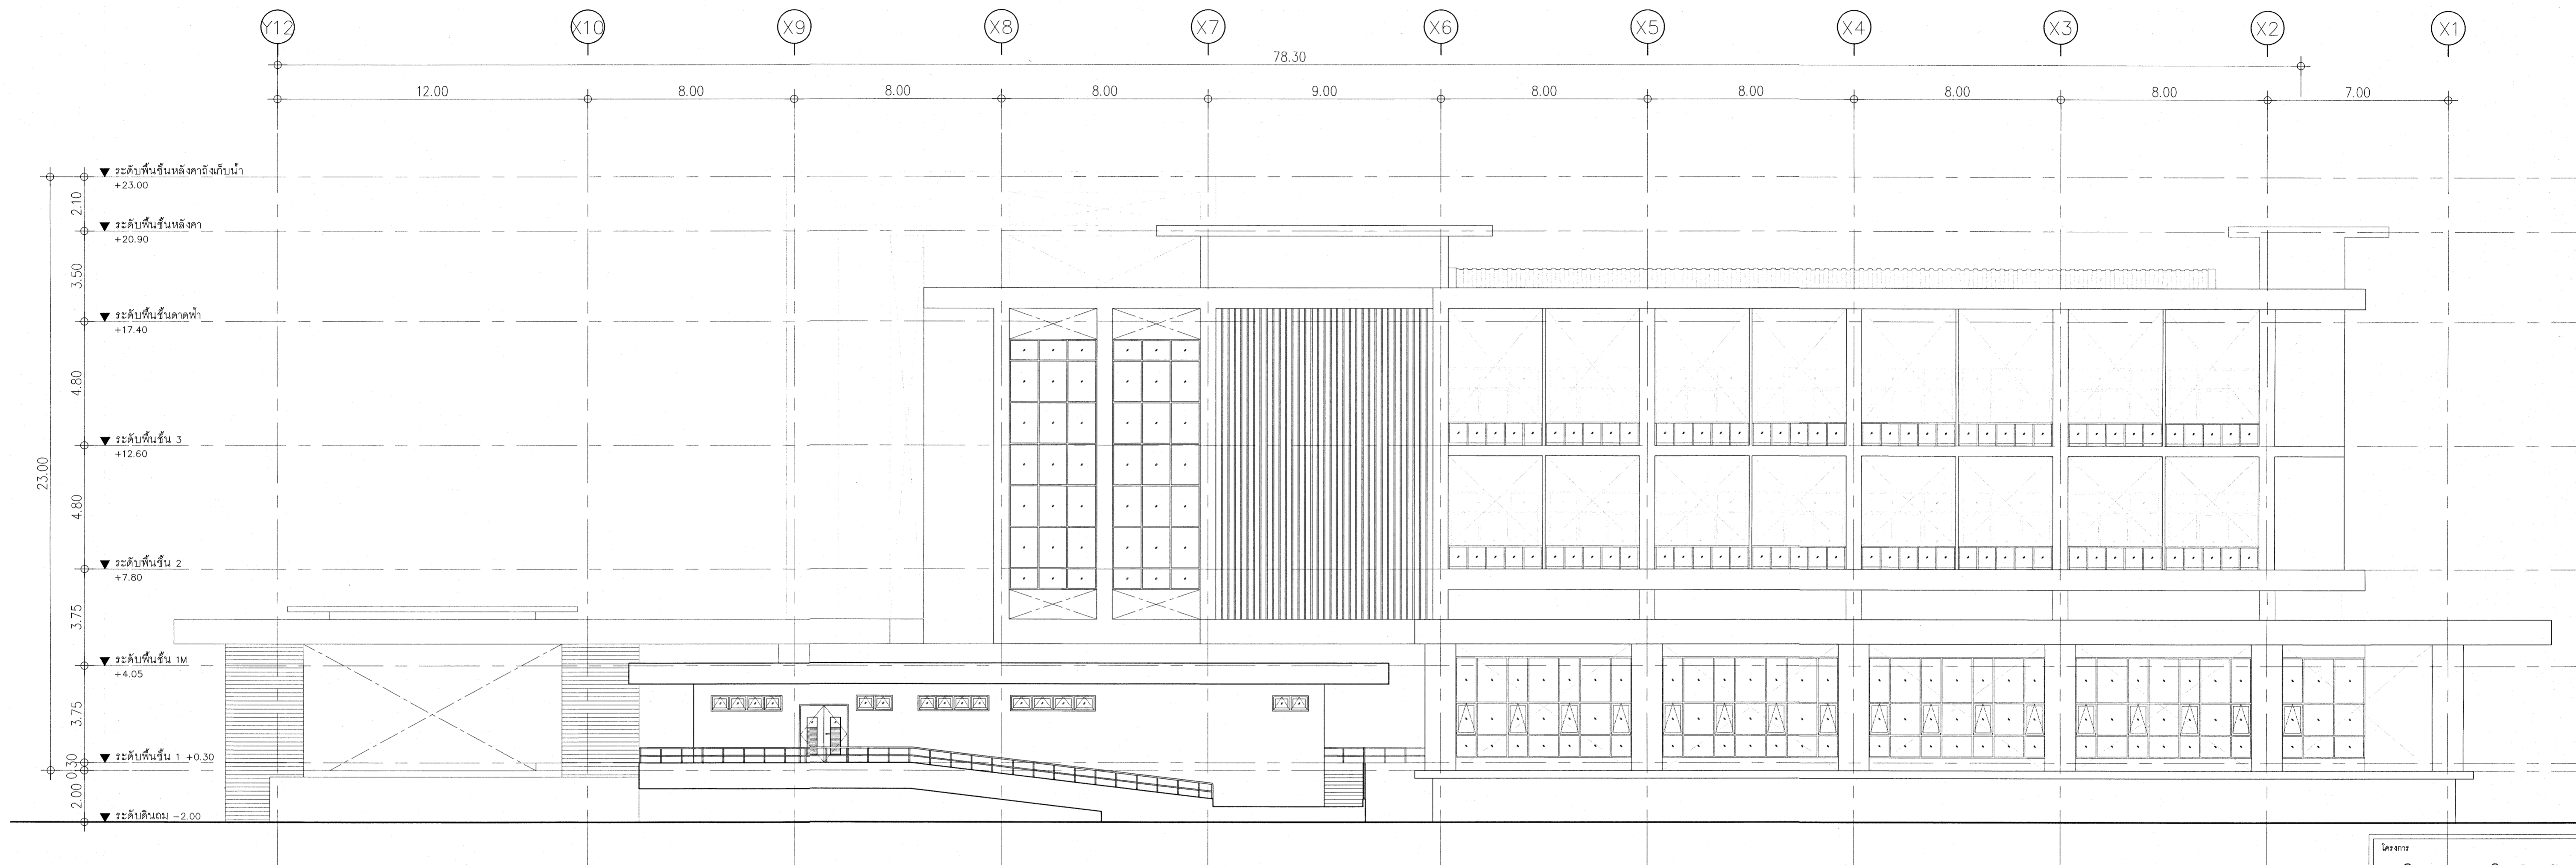 Y12 X10 X9 X8 X7 X6 X5 X4 X3 X2 X1
78.30
12.00 8.00 8.00 8.00 9.00 8.00 8.00 8.00 8.00 7.00
ระดับพื้นชั้นหลังคาถังเก็บน้ำ
+23.00
2.10
ระดับพื้นชั้นหลังคา
+20.90
3.50
ระดับพื้นชั้นดาดฟ้า
+17.40
4.80
ระดับพื้นชั้น 3
+12.60
23.00
4.80
ระดับพื้นชั้น 2
+7.80
3.75
ระดับพื้นชั้น 1M
+4.05
3.75
ระดับพื้นชั้น 1 +0.30
0.30
2.00
ระดับดินถม -2.00
โครงการ